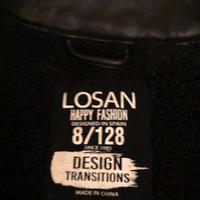 LOSAN
HAPPY FASHION
DESIGNED IN SPAIN
8/128
SINCE 1985
DESIGN
TRANSITIONS
MADE IN CHINA